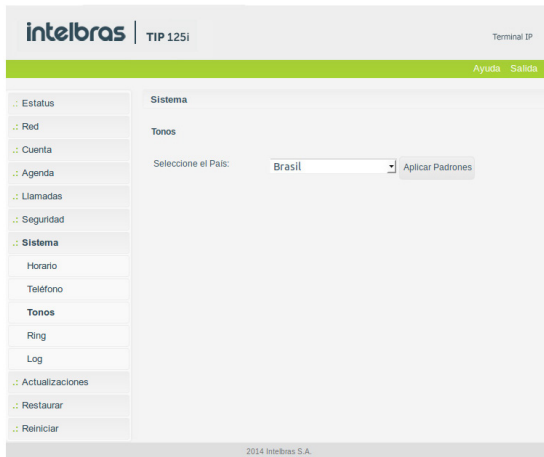 intelbras TIP 125i
Terminal IP
Ayuda Salida
.: Estatus
.: Red
.: Cuenta
.: Agenda
.: Llamadas
.: Seguridad
.: Sistema
Horario
Teléfono
Tonos
Ring
Log
.: Actualizaciones
.: Restaurar
.: Reiniciar
Sistema
Tonos
Seleccione el País: Brasil Aplicar Padrones
2014 Intelbras S.A.